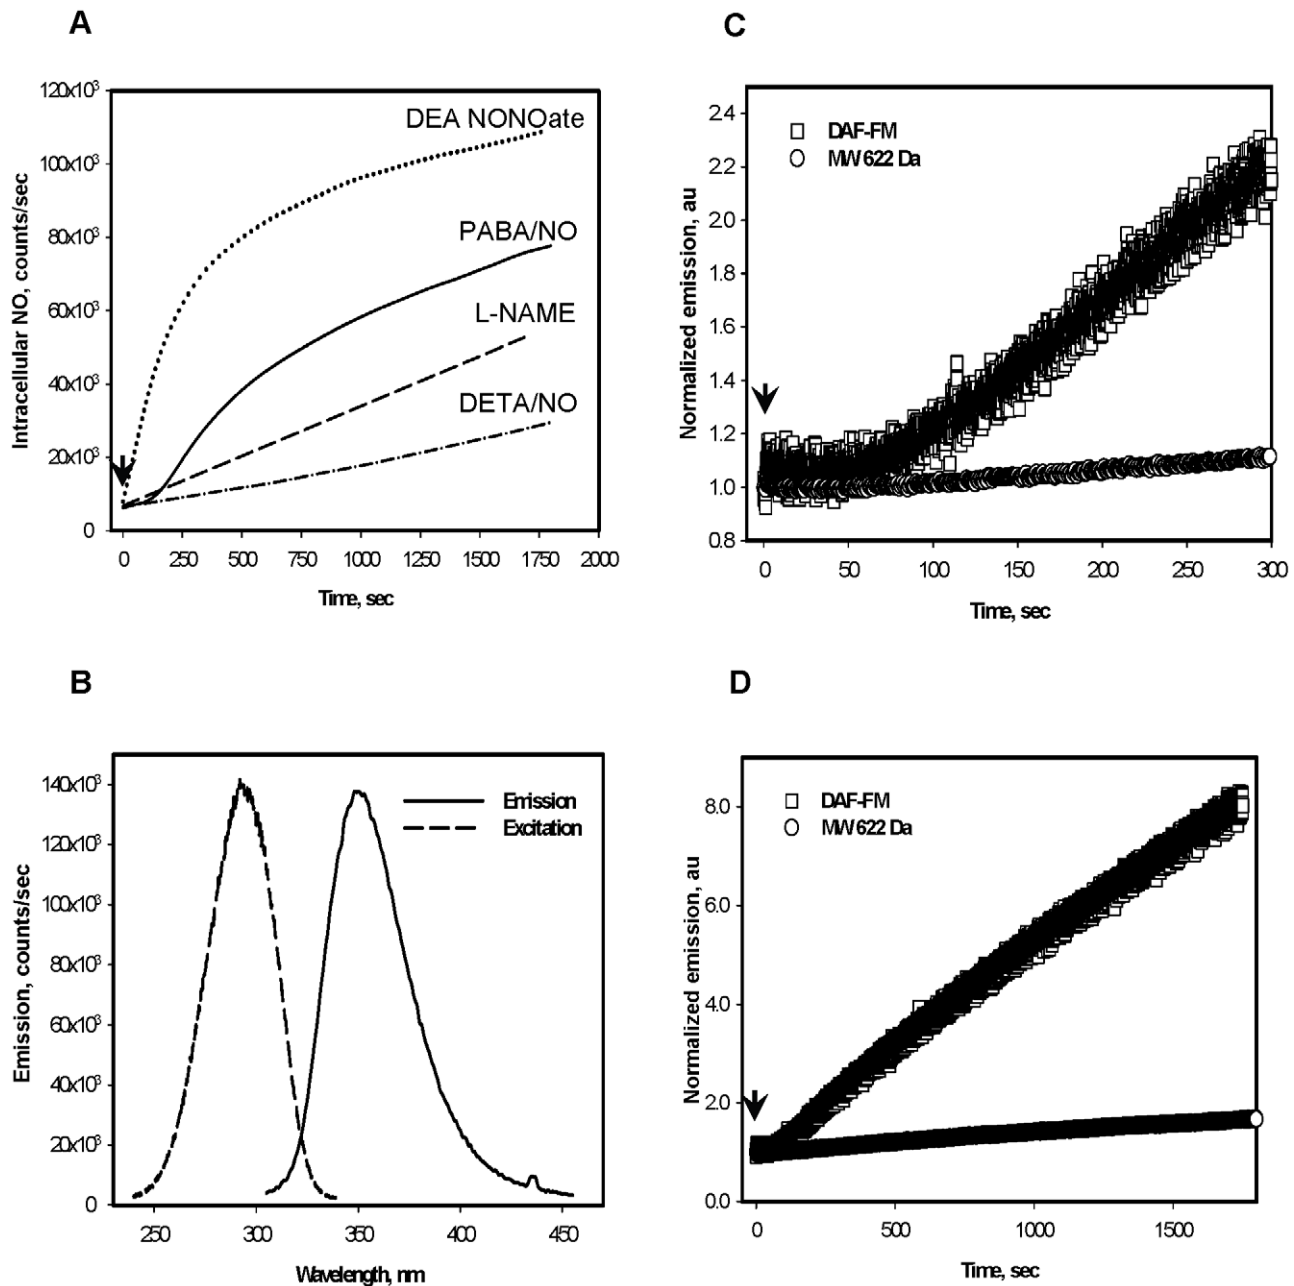 A
120x10³
100x10³
80x10³
60x10³
40x10³
20x10³
0
Intracellular NO, counts/sec
DEA NONOate
PABA/NO
L-NAME
DETA/NO
0 250 500 750 1000 1250 1500 1750 2000
Time, sec
C
2.4
2.2
2.0
1.8
1.6
1.4
1.2
1.0
0.8
Normalized emission, au
DAF-FM
MW 622 Da
0 50 100 150 200 250 300
Time, sec
B
140x10³
120x10³
100x10³
80x10³
60x10³
40x10³
20x10³
0
Emission, counts/sec
Emission
Excitation
250 300 350 400 450
Wavelength, nm
D
8.0
6.0
4.0
2.0
0.0
Normalized emission, au
DAF-FM
MW 622 Da
0 500 1000 1500
Time, sec